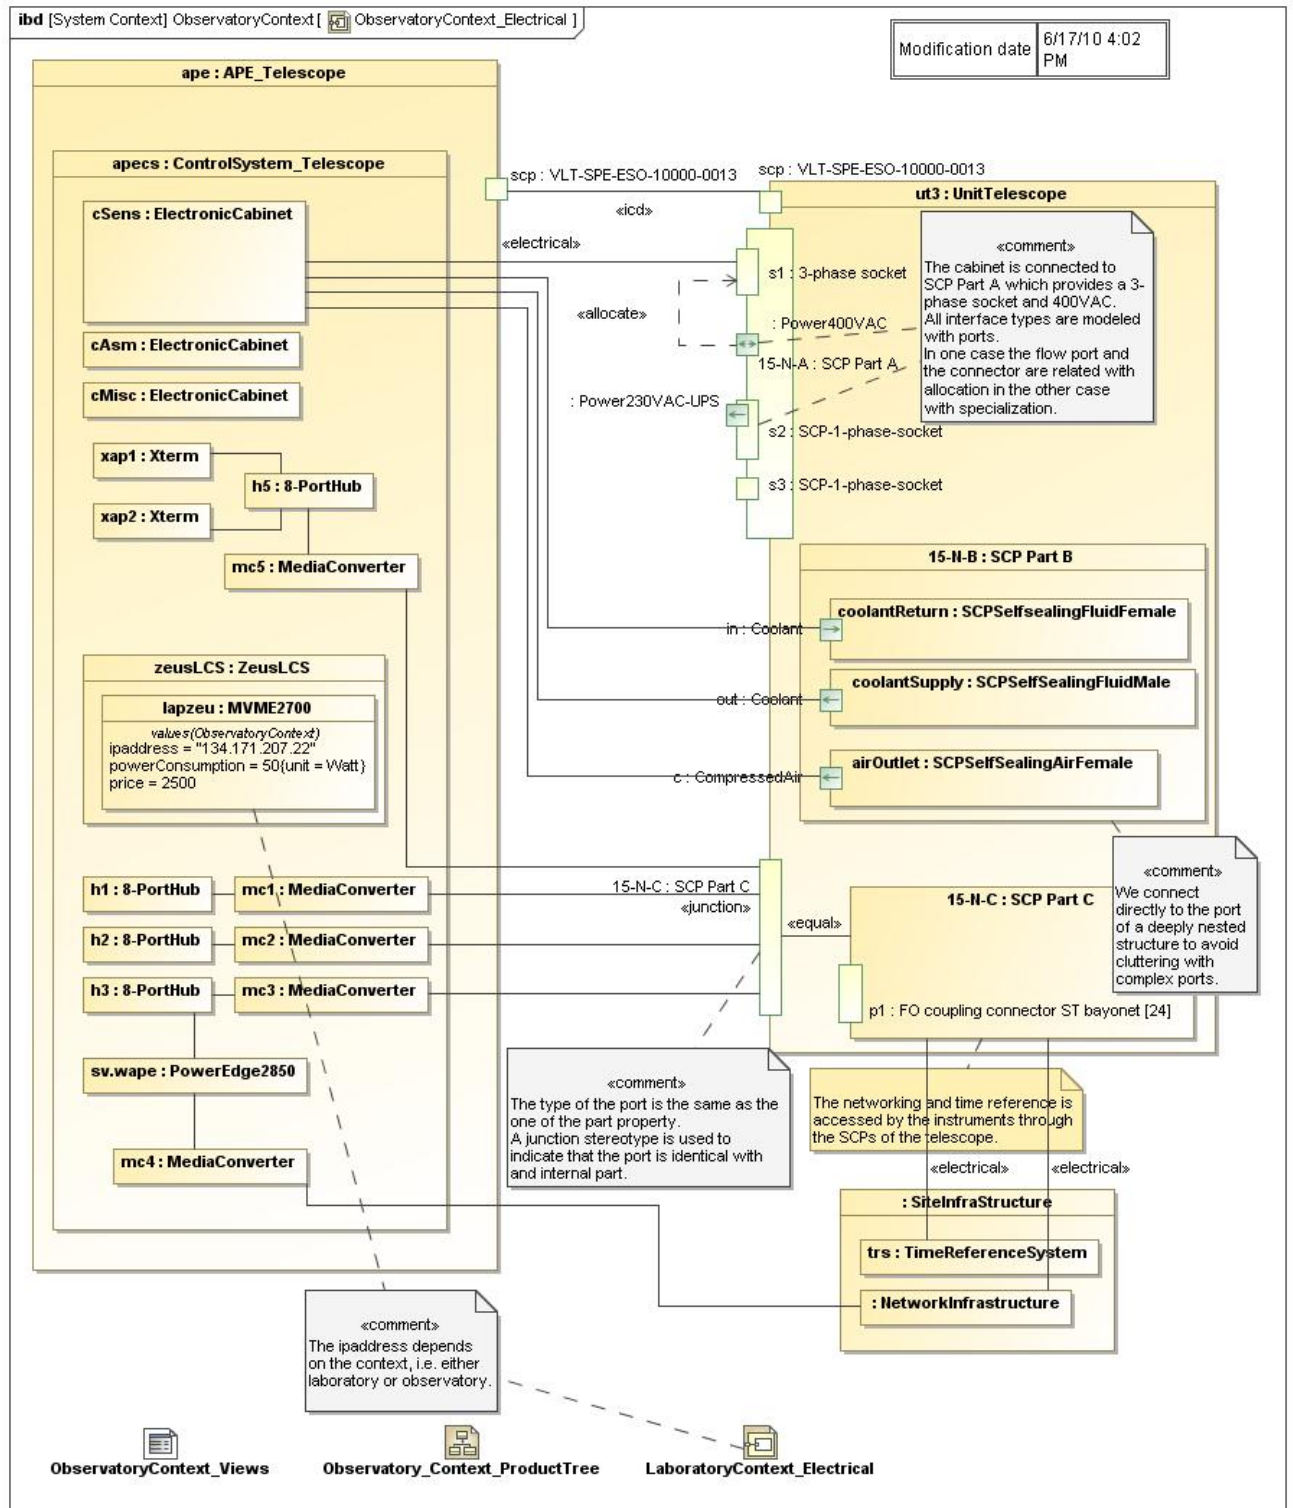 ibd [System Context] ObservatoryContext [ ObservatoryContext_Electrical ]
Modification date
6/17/10 4:02
PM
ape : APE_Telescope
apecs : ControlSystem_Telescope
scp : VLT-SPE-ESO-10000-0013
scp : VLT-SPE-ESO-10000-0013
«icd»
ut3 : UnitTelescope
cSens : ElectronicCabinet
«electrical»
«comment»
The cabinet is connected to
SCP Part A which provides a 3-
phase socket and 400VAC.
All interface types are modeled
with ports.
In one case the flow port and
the connector are related with
allocation in the other case
with specialization.
s1 : 3-phase socket
«allocate»
: Power400VAC
15-N-A : SCP Part A
cAsm : ElectronicCabinet
cMisc : ElectronicCabinet
: Power230VAC-UPS
s2 : SCP-1-phase-socket
s3 : SCP-1-phase-socket
xap1 : Xterm
h5 : 8-PortHub
xap2 : Xterm
mc5 : MediaConverter
15-N-B : SCP Part B
coolantReturn : SCPSelfsealingFluidFemale
in : Coolant
coolantSupply : SCPSelfSealingFluidMale
out : Coolant
airOutlet : SCPSelfSealingAirFemale
c : CompressedAir
zeusLCS : ZeusLCS
lapzeu : MVME2700
values(ObservatoryContext)
ipaddress = "134.171.207.22"
powerConsumption = 50{unit = Watt}
price = 2500
«comment»
We connect
directly to the port
of a deeply nested
structure to avoid
cluttering with
complex ports.
h1 : 8-PortHub
mc1 : MediaConverter
15-N-C : SCP Part C
«junction»
«equal»
15-N-C : SCP Part C
h2 : 8-PortHub
mc2 : MediaConverter
h3 : 8-PortHub
mc3 : MediaConverter
p1 : FO coupling connector ST bayonet [24]
sv.wape : PowerEdge2850
«comment»
The type of the port is the same as the
one of the part property.
A junction stereotype is used to
indicate that the port is identical with
and internal part.
The networking and time reference is
accessed by the instruments through
the SCPs of the telescope.
mc4 : MediaConverter
«electrical»
«electrical»
: SiteInfraStructure
trs : TimeReferenceSystem
: NetworkInfrastructure
«comment»
The ipaddress depends
on the context, i.e. either
laboratory or observatory.
ObservatoryContext_Views
Observatory_Context_ProductTree
LaboratoryContext_Electrical